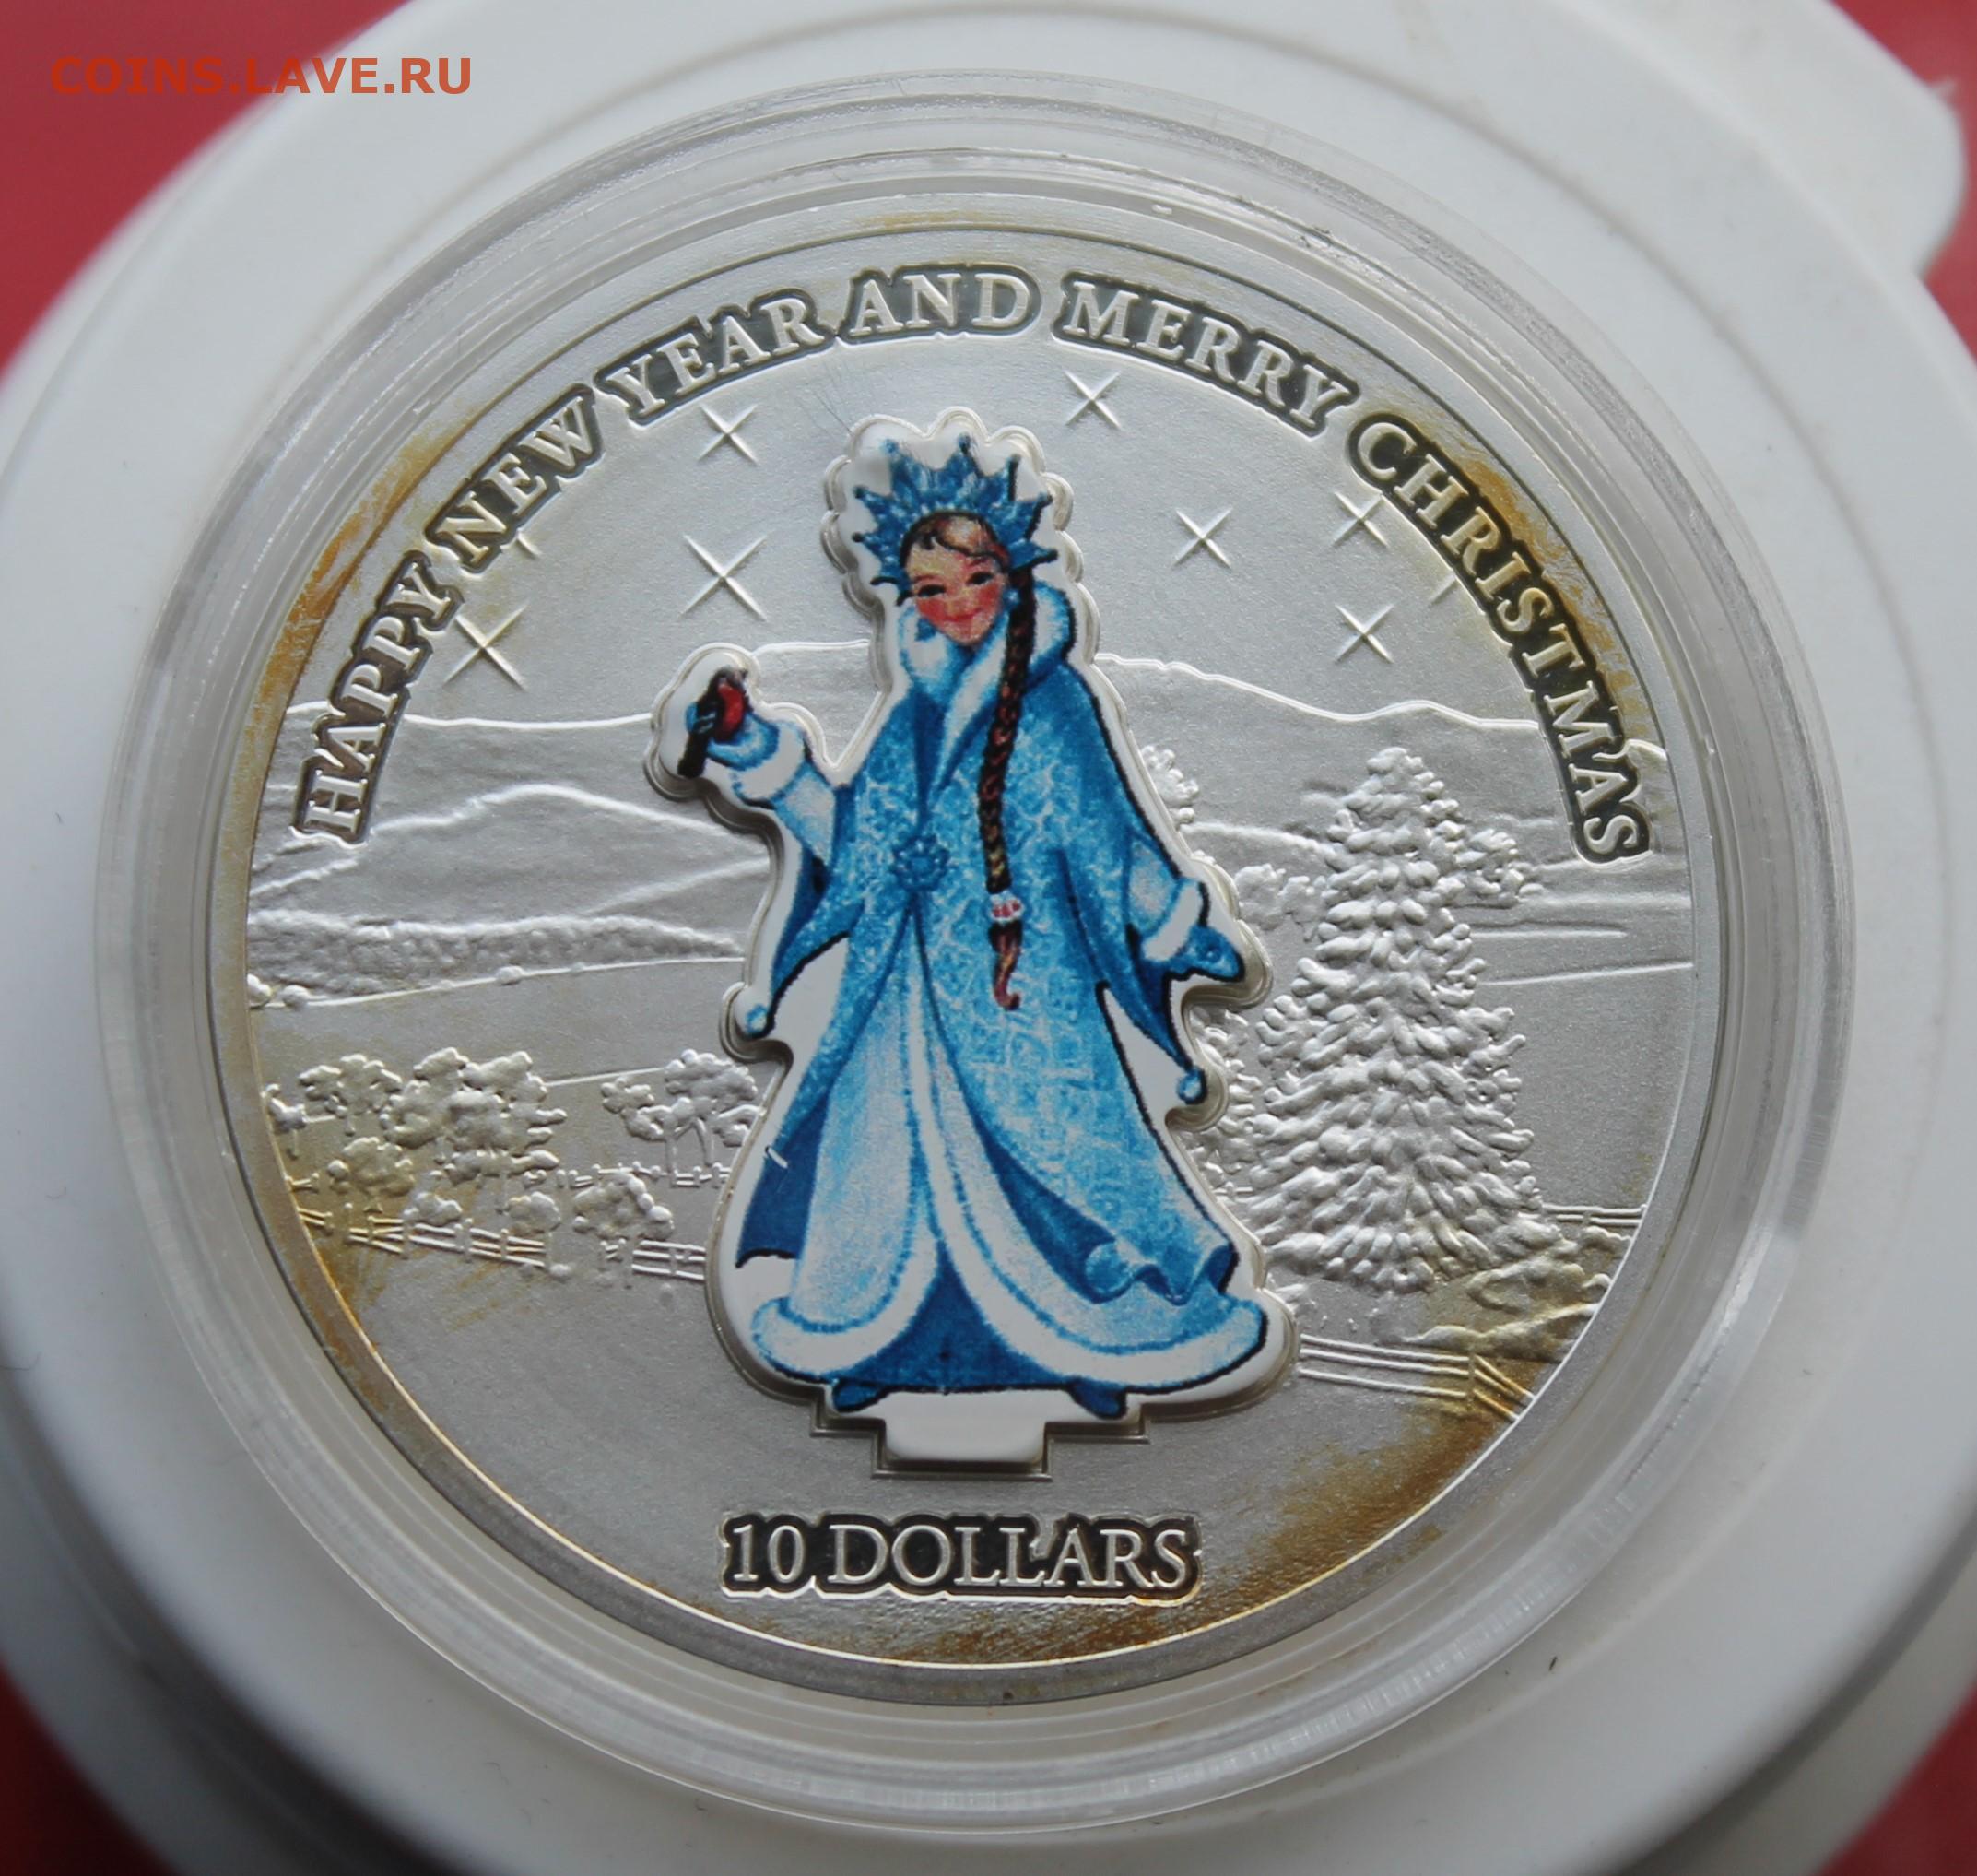 COINS.LAVE.RU
HAPPY NEW YEAR AND MERRY CHRISTMAS
10 DOLLARS